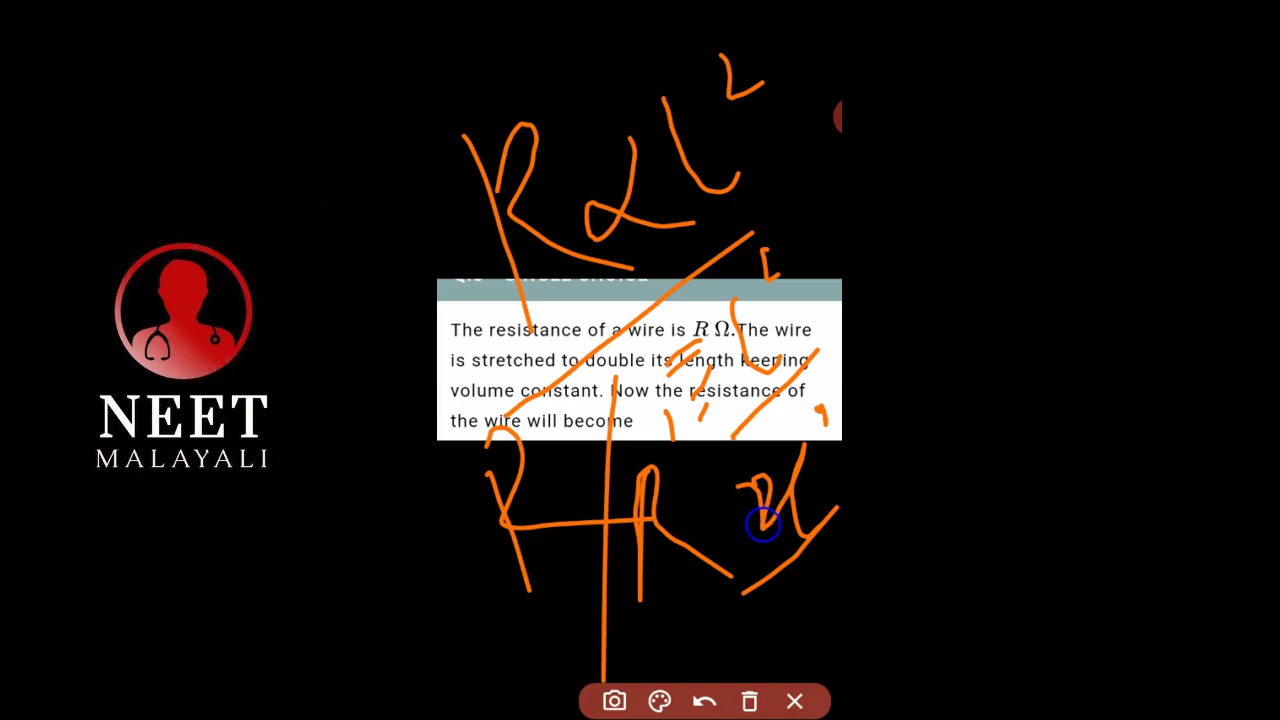 R α l²
The resistance of a wire is R Ω. The wire
is stretched to double its length keeping
volume constant. Now the resistance of
the wire will become
R R
NEET
MALAYALI